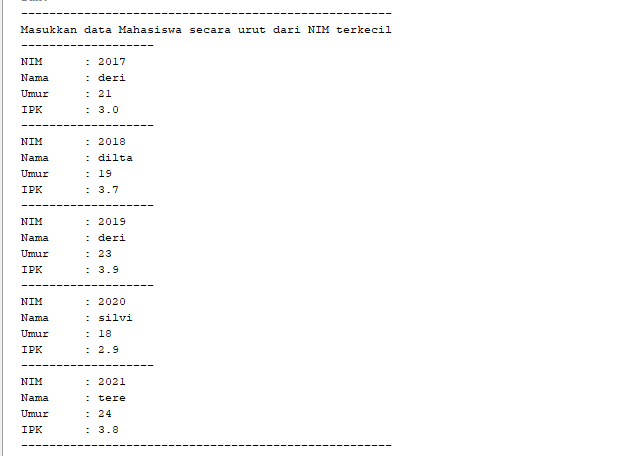 -----------------------------------------------------
Masukkan data Mahasiswa secara urut dari NIM terkecil
-------------------
NIM      : 2017
Nama     : deri
Umur     : 21
IPK      : 3.0
-------------------
NIM      : 2018
Nama     : dilta
Umur     : 19
IPK      : 3.7
-------------------
NIM      : 2019
Nama     : deri
Umur     : 23
IPK      : 3.9
-------------------
NIM      : 2020
Nama     : silvi
Umur     : 18
IPK      : 2.9
-------------------
NIM      : 2021
Nama     : tere
Umur     : 24
IPK      : 3.8
-----------------------------------------------------